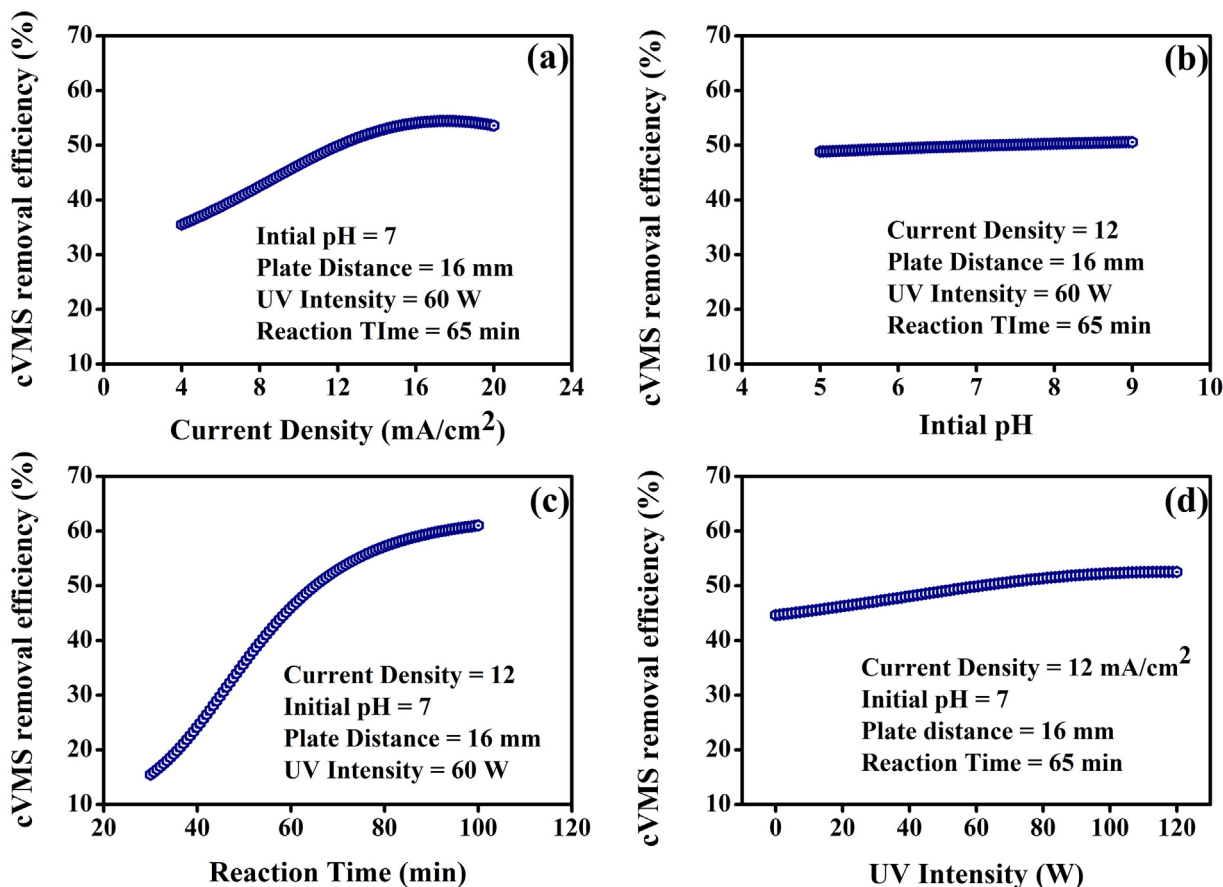 cVMS removal efficiency (%)
70
60
50
40
30
20
10
(a)
Intial pH = 7
Plate Distance = 16 mm
UV Intensity = 60 W
Reaction TIme = 65 min
0 4 8 12 16 20 24
Current Density (mA/cm²)
cVMS removal efficiency (%)
70
60
50
40
30
20
10
(b)
Current Density = 12
Plate Distance = 16 mm
UV Intensity = 60 W
Reaction TIme = 65 min
4 5 6 7 8 9 10
Intial pH
cVMS removal efficiency (%)
70
60
50
40
30
20
10
(c)
Current Density = 12
Initial pH = 7
Plate Distance = 16 mm
UV Intensity = 60 W
20 40 60 80 100 120
Reaction Time (min)
cVMS removal efficiency (%)
70
60
50
40
30
20
10
(d)
Current Density = 12 mA/cm²
Initial pH = 7
Plate distance = 16 mm
Reaction Time = 65 min
0 20 40 60 80 100 120
UV Intensity (W)